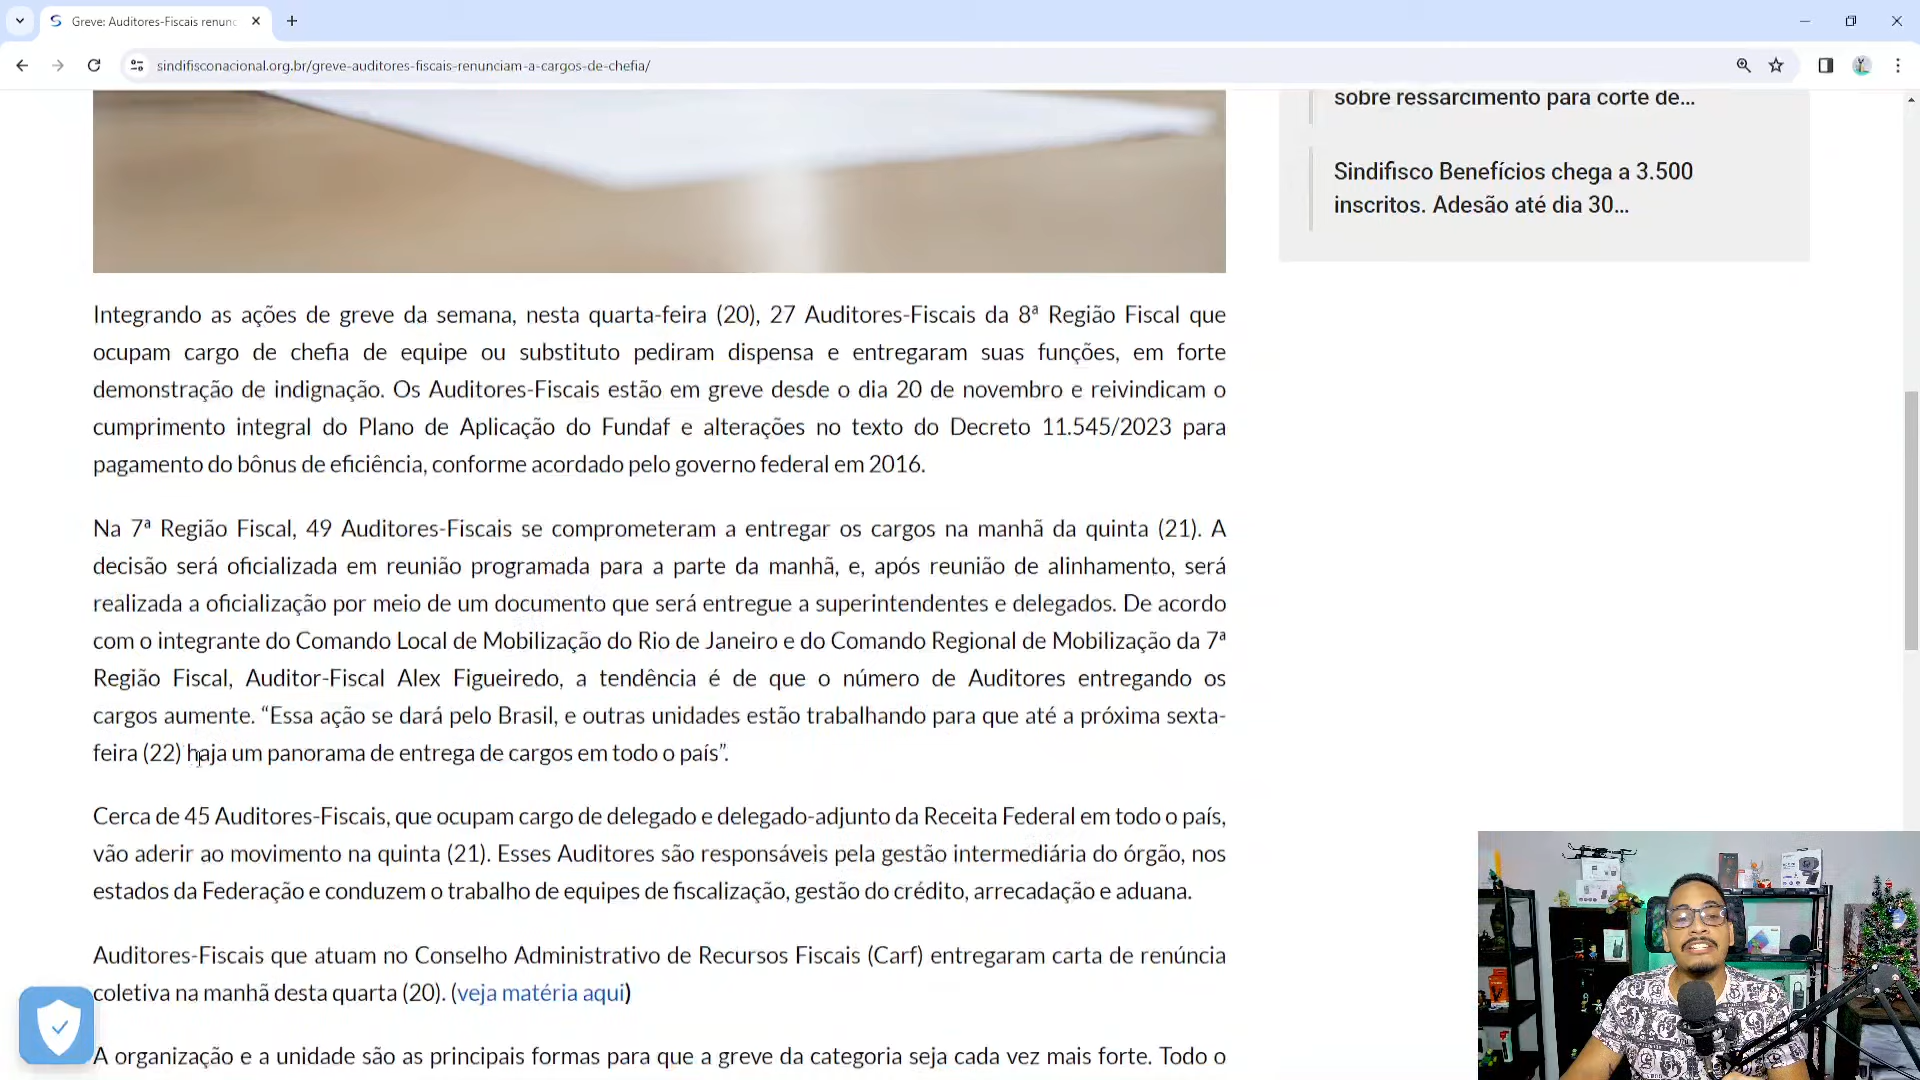 Greve: Auditores-Fiscais renunc
sindifisconacional.org.br/greve-auditores-fiscais-renunciam-a-cargos-de-chefia/
sobre ressarcimento para corte de...
Sindifisco Benefícios chega a 3.500
inscritos. Adesão até dia 30...
Integrando as ações de greve da semana, nesta quarta-feira (20), 27 Auditores-Fiscais da 8ª Região Fiscal que
ocupam cargo de chefia de equipe ou substituto pediram dispensa e entregaram suas funções, em forte
demonstração de indignação. Os Auditores-Fiscais estão em greve desde o dia 20 de novembro e reivindicam o
cumprimento integral do Plano de Aplicação do Fundaf e alterações no texto do Decreto 11.545/2023 para
pagamento do bônus de eficiência, conforme acordado pelo governo federal em 2016.
Na 7ª Região Fiscal, 49 Auditores-Fiscais se comprometeram a entregar os cargos na manhã da quinta (21). A
decisão será oficializada em reunião programada para a parte da manhã, e, após reunião de alinhamento, será
realizada a oficialização por meio de um documento que será entregue a superintendentes e delegados. De acordo
com o integrante do Comando Local de Mobilização do Rio de Janeiro e do Comando Regional de Mobilização da 7ª
Região Fiscal, Auditor-Fiscal Alex Figueiredo, a tendência é de que o número de Auditores entregando os
cargos aumente. “Essa ação se dará pelo Brasil, e outras unidades estão trabalhando para que até a próxima sexta-
feira (22) haja um panorama de entrega de cargos em todo o país”.
Cerca de 45 Auditores-Fiscais, que ocupam cargo de delegado e delegado-adjunto da Receita Federal em todo o país,
vão aderir ao movimento na quinta (21). Esses Auditores são responsáveis pela gestão intermediária do órgão, nos
estados da Federação e conduzem o trabalho de equipes de fiscalização, gestão do crédito, arrecadação e aduana.
Auditores-Fiscais que atuam no Conselho Administrativo de Recursos Fiscais (Carf) entregaram carta de renúncia
coletiva na manhã desta quarta (20). (veja matéria aqui)
A organização e a unidade são as principais formas para que a greve da categoria seja cada vez mais forte. Todo o